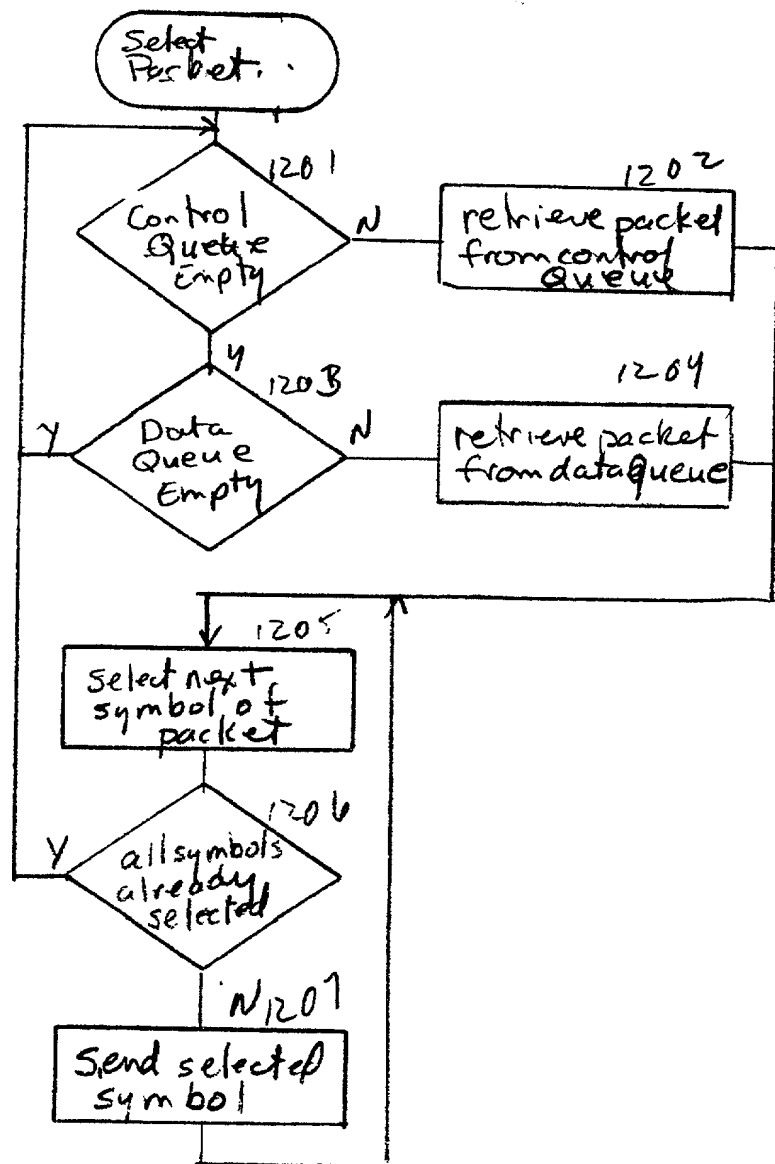 Select
Packet
1201
Control
Queue
Empty
N
1202
retrieve packet
from control
Queue
Y
1203
Data
Queue
Empty
Y
N
1204
retrieve packet
from data queue
1205
select next
symbol of
packet
1206
all symbols
already
selected
Y
N 1207
Send selected
symbol